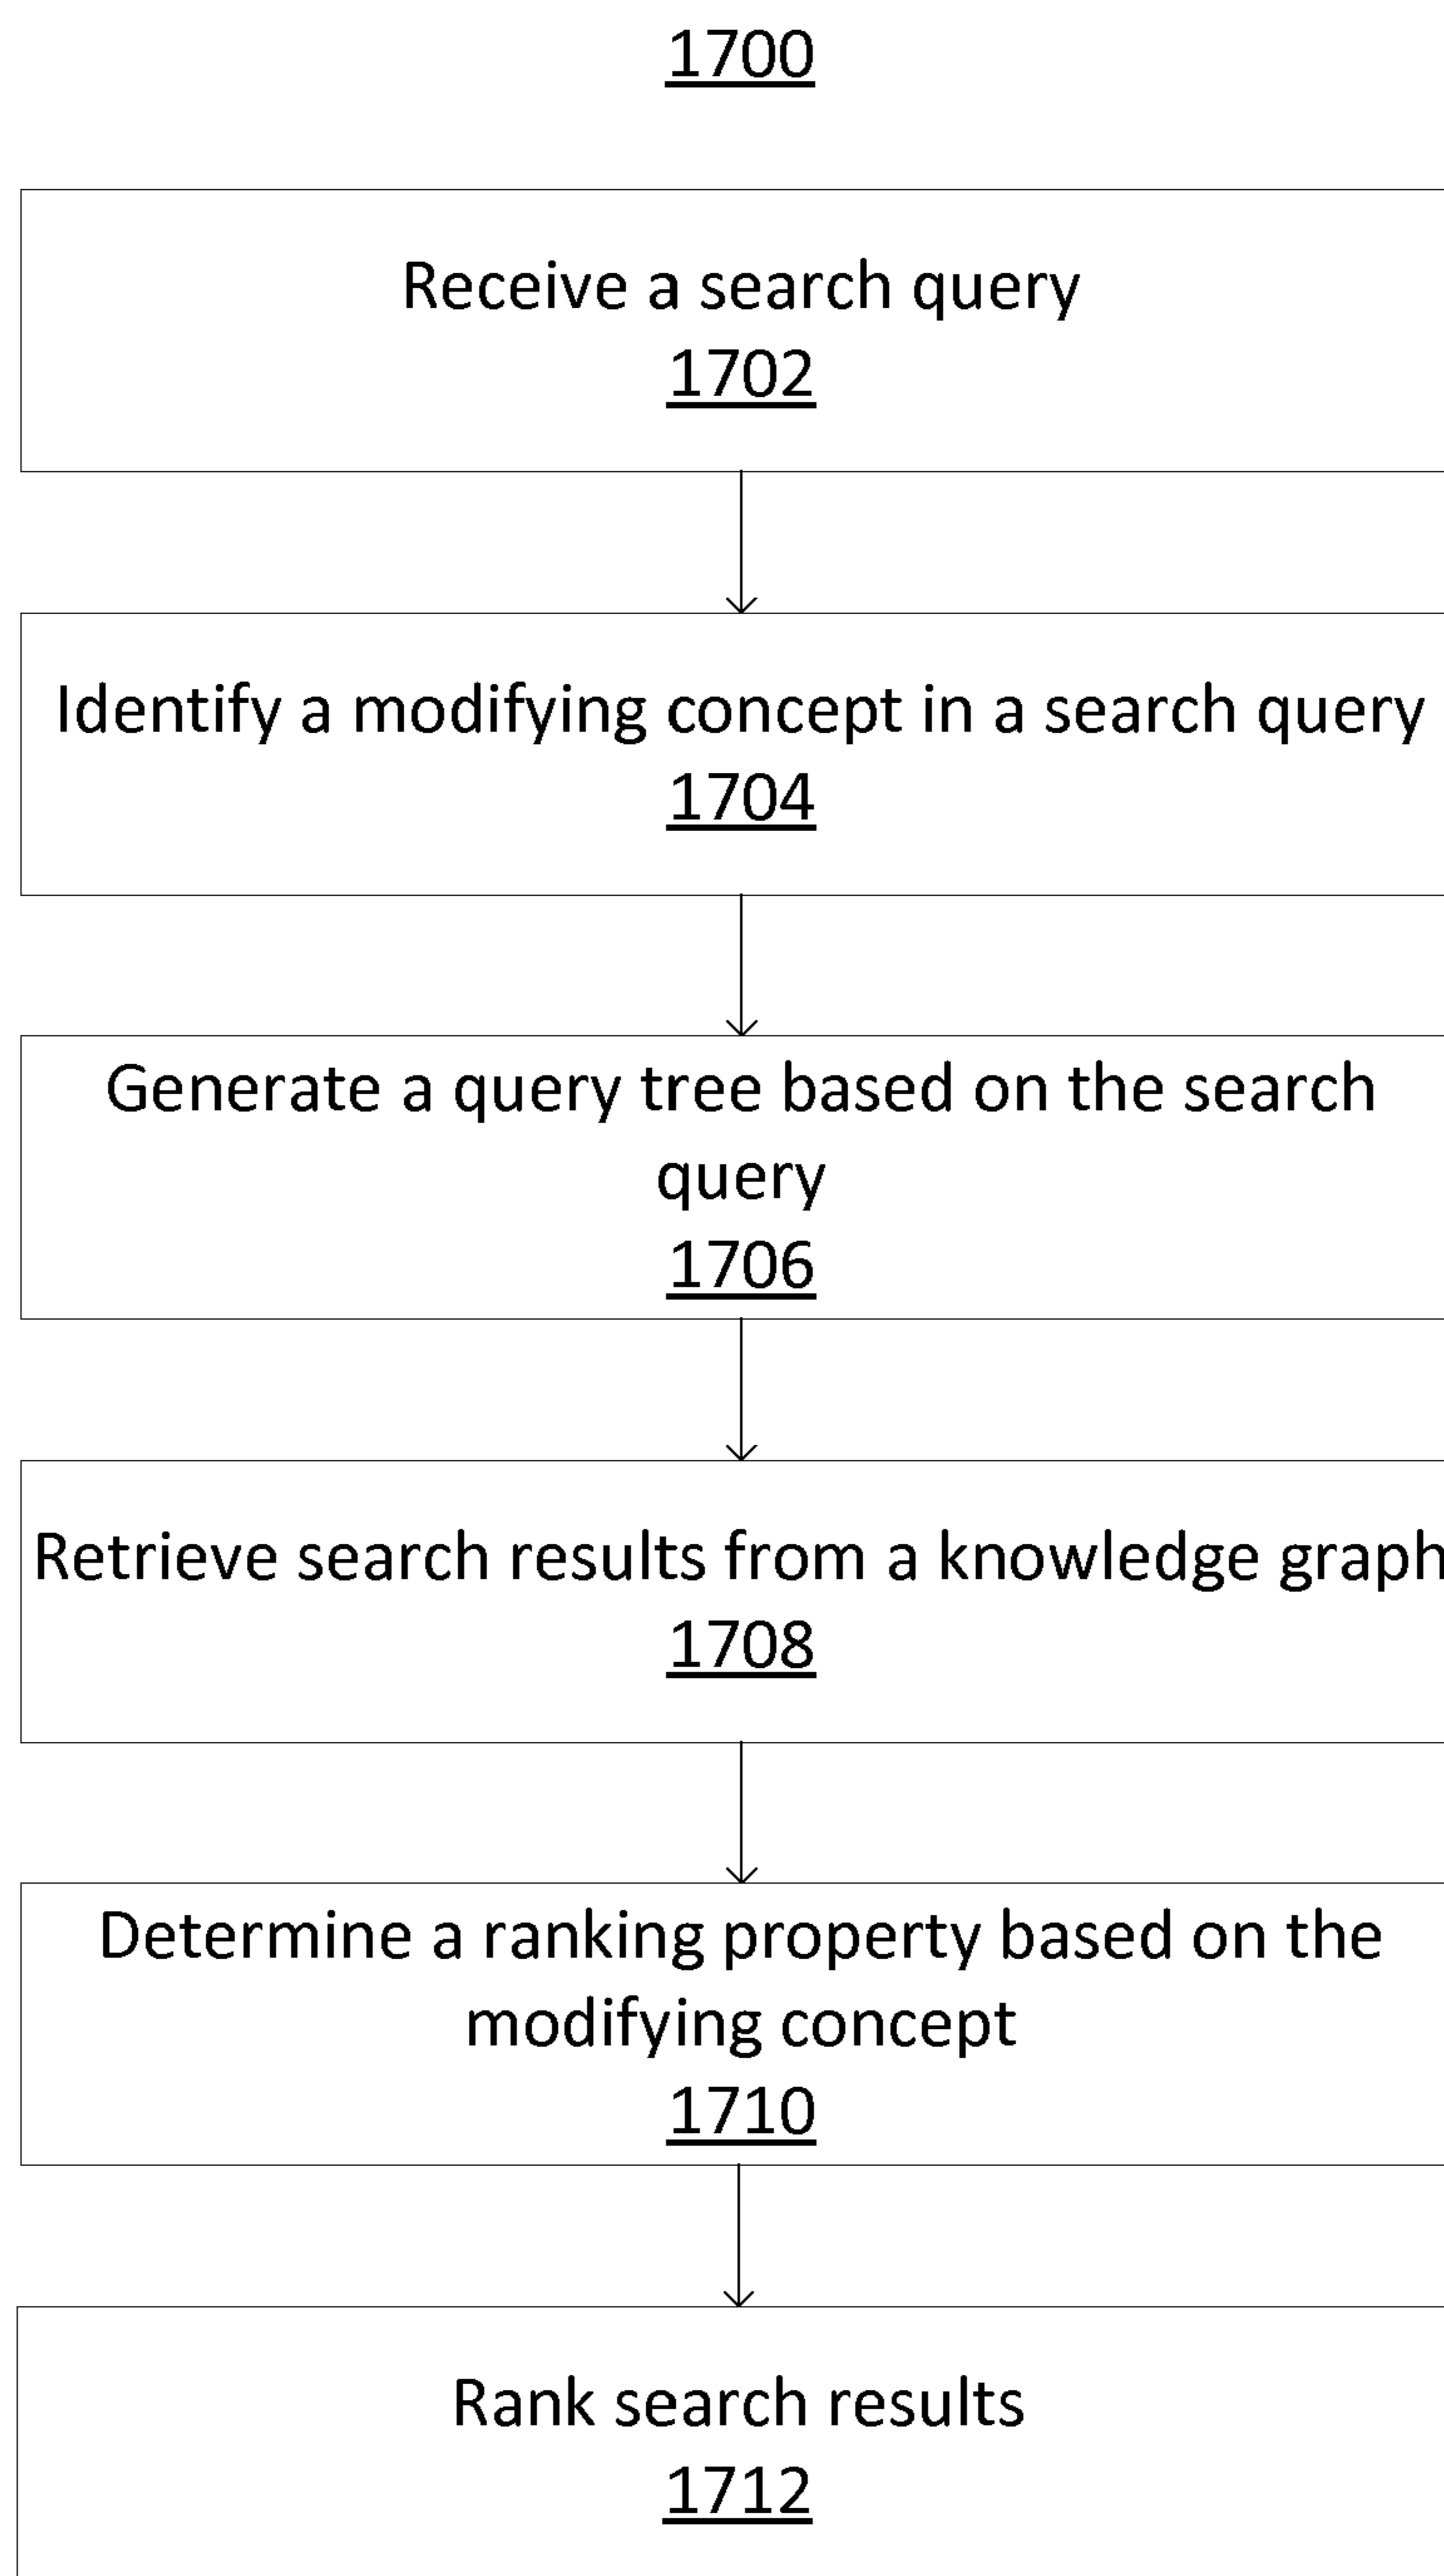 1700
Receive a search query
1702
Identify a modifying concept in a search query
1704
Generate a query tree based on the search
query
1706
Retrieve search results from a knowledge graph
1708
Determine a ranking property based on the
modifying concept
1710
Rank search results
1712